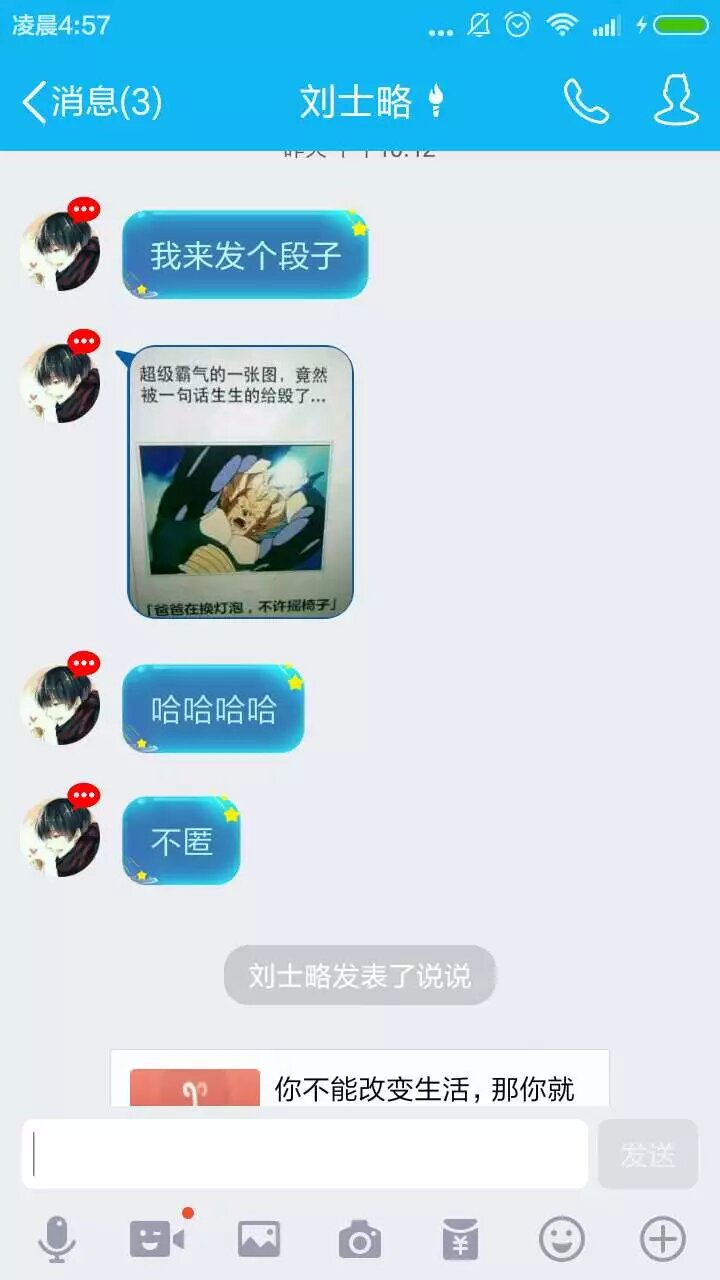 凌晨4:57
消息(3)
刘士略
我来发个段子
超级霸气的一张图，竟然
被一句话生生的给毁了...
「爸爸在换灯泡，不许摇椅子」
哈哈哈哈
不匿
刘士略发表了说说
你不能改变生活，那你就
发送